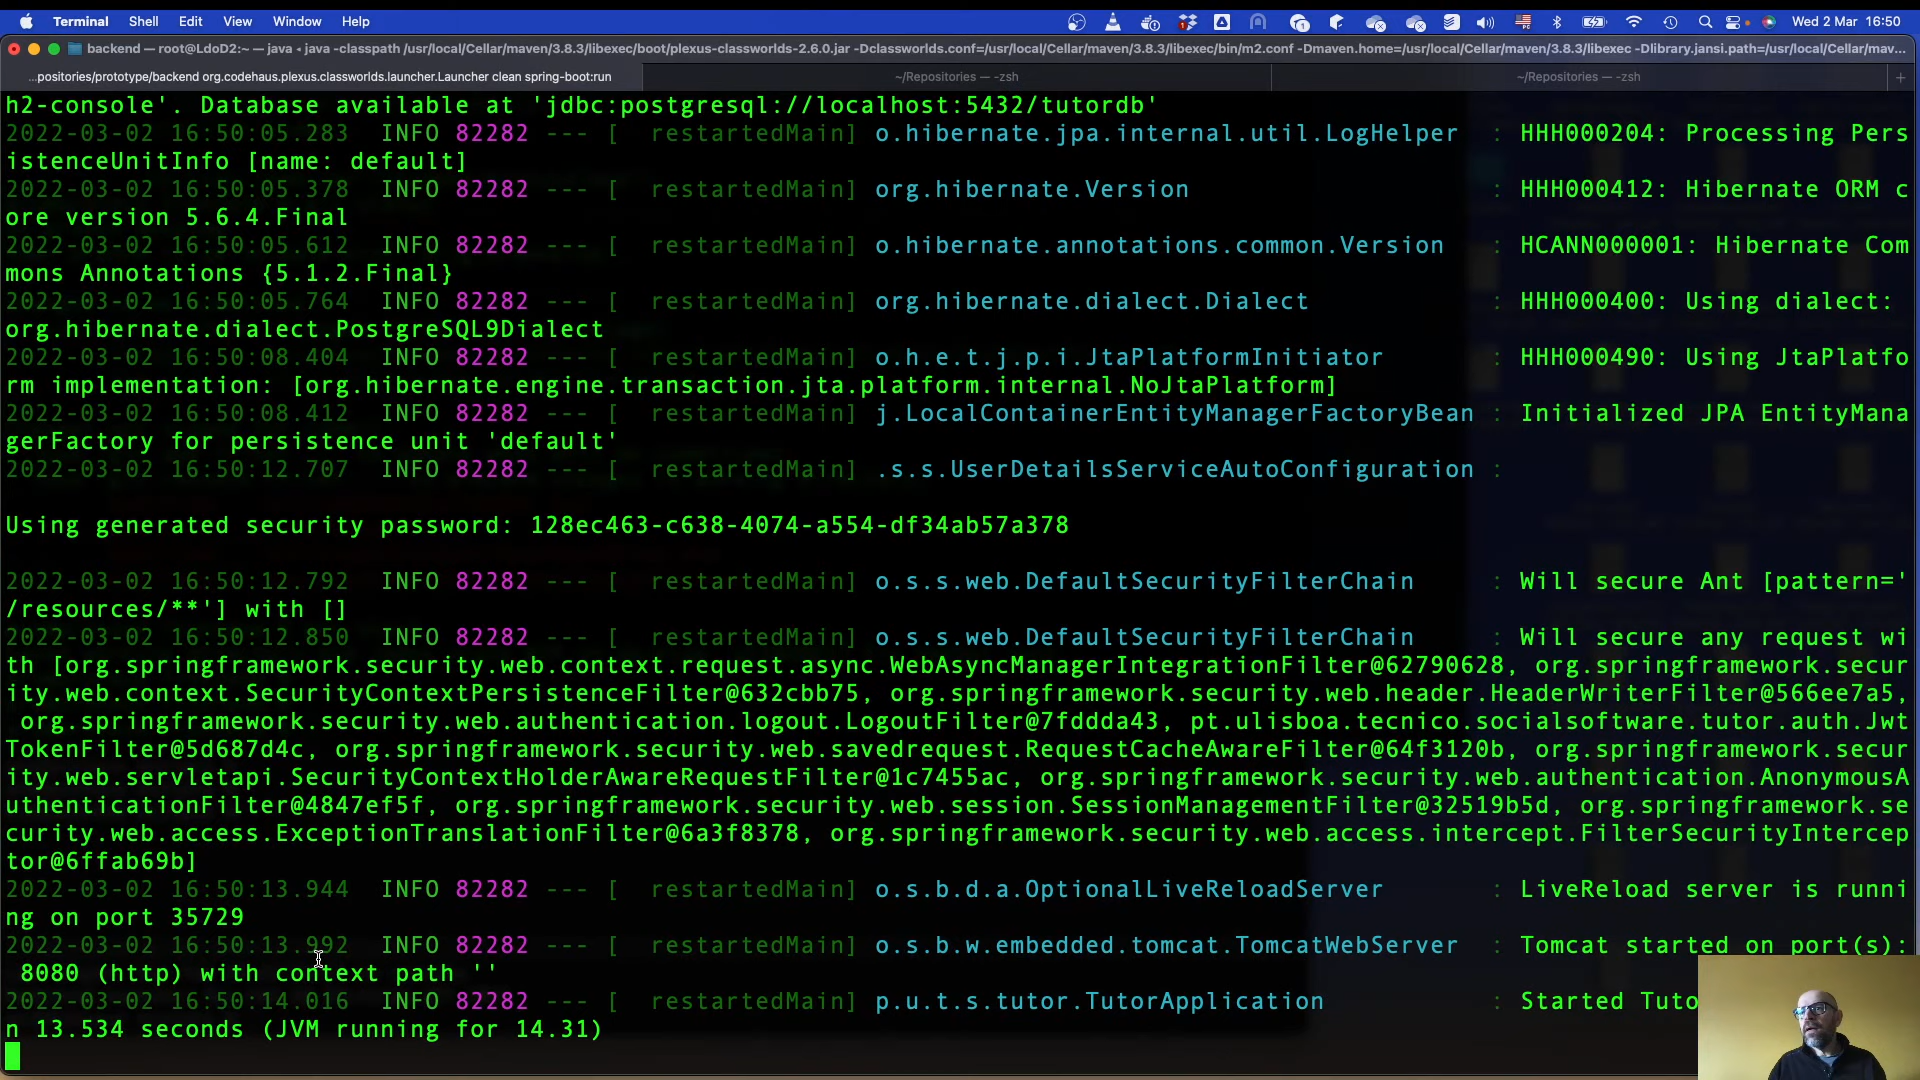 Terminal Shell Edit View Window Help Wed 2 Mar 16:50
backend — root@LdoD2:~ — java ◂ java -classpath /usr/local/Cellar/maven/3.8.3/libexec/boot/plexus-classworlds-2.6.0.jar -Dclassworlds.conf=/usr/local/Cellar/maven/3.8.3/libexec/bin/m2.conf -Dmaven.home=/usr/local/Cellar/maven/3.8.3/libexec -Dlibrary.jansi.path=/usr/local/Cellar/mav...
...positories/prototype/backend org.codehaus.plexus.classworlds.launcher.Launcher clean spring-boot:run ~/Repositories — -zsh ~/Repositories — -zsh +
h2-console'. Database available at 'jdbc:postgresql://localhost:5432/tutordb'
2022-03-02 16:50:05.283 INFO 82282 --- [ restartedMain] o.hibernate.jpa.internal.util.LogHelper : HHH000204: Processing Pers
istenceUnitInfo [name: default]
2022-03-02 16:50:05.378 INFO 82282 --- [ restartedMain] org.hibernate.Version : HHH000412: Hibernate ORM c
ore version 5.6.4.Final
2022-03-02 16:50:05.612 INFO 82282 --- [ restartedMain] o.hibernate.annotations.common.Version : HCANN000001: Hibernate Com
mons Annotations {5.1.2.Final}
2022-03-02 16:50:05.764 INFO 82282 --- [ restartedMain] org.hibernate.dialect.Dialect : HHH000400: Using dialect:
org.hibernate.dialect.PostgreSQL9Dialect
2022-03-02 16:50:08.404 INFO 82282 --- [ restartedMain] o.h.e.t.j.p.i.JtaPlatformInitiator : HHH000490: Using JtaPlatfo
rm implementation: [org.hibernate.engine.transaction.jta.platform.internal.NoJtaPlatform]
2022-03-02 16:50:08.412 INFO 82282 --- [ restartedMain] j.LocalContainerEntityManagerFactoryBean : Initialized JPA EntityMana
gerFactory for persistence unit 'default'
2022-03-02 16:50:12.707 INFO 82282 --- [ restartedMain] .s.s.UserDetailsServiceAutoConfiguration :
Using generated security password: 128ec463-c638-4074-a554-df34ab57a378
2022-03-02 16:50:12.792 INFO 82282 --- [ restartedMain] o.s.s.web.DefaultSecurityFilterChain : Will secure Ant [pattern='
/resources/**'] with []
2022-03-02 16:50:12.850 INFO 82282 --- [ restartedMain] o.s.s.web.DefaultSecurityFilterChain : Will secure any request wi
th [org.springframework.security.web.context.request.async.WebAsyncManagerIntegrationFilter@62790628, org.springframework.secur
ity.web.context.SecurityContextPersistenceFilter@632cbb75, org.springframework.security.web.header.HeaderWriterFilter@566ee7a5,
org.springframework.security.web.authentication.logout.LogoutFilter@7fddda43, pt.ulisboa.tecnico.socialsoftware.tutor.auth.Jwt
TokenFilter@5d687d4c, org.springframework.security.web.savedrequest.RequestCacheAwareFilter@64f3120b, org.springframework.secur
ity.web.servletapi.SecurityContextHolderAwareRequestFilter@1c7455ac, org.springframework.security.web.authentication.AnonymousA
uthenticationFilter@4847ef5f, org.springframework.security.web.session.SessionManagementFilter@32519b5d, org.springframework.se
curity.web.access.ExceptionTranslationFilter@6a3f8378, org.springframework.security.web.access.intercept.FilterSecurityIntercep
tor@6ffab69b]
2022-03-02 16:50:13.944 INFO 82282 --- [ restartedMain] o.s.b.d.a.OptionalLiveReloadServer : LiveReload server is runni
ng on port 35729
2022-03-02 16:50:13.992 INFO 82282 --- [ restartedMain] o.s.b.w.embedded.tomcat.TomcatWebServer : Tomcat started on port(s):
8080 (http) with context path ''
2022-03-02 16:50:14.016 INFO 82282 --- [ restartedMain] p.u.t.s.tutor.TutorApplication : Started Tuto
n 13.534 seconds (JVM running for 14.31)